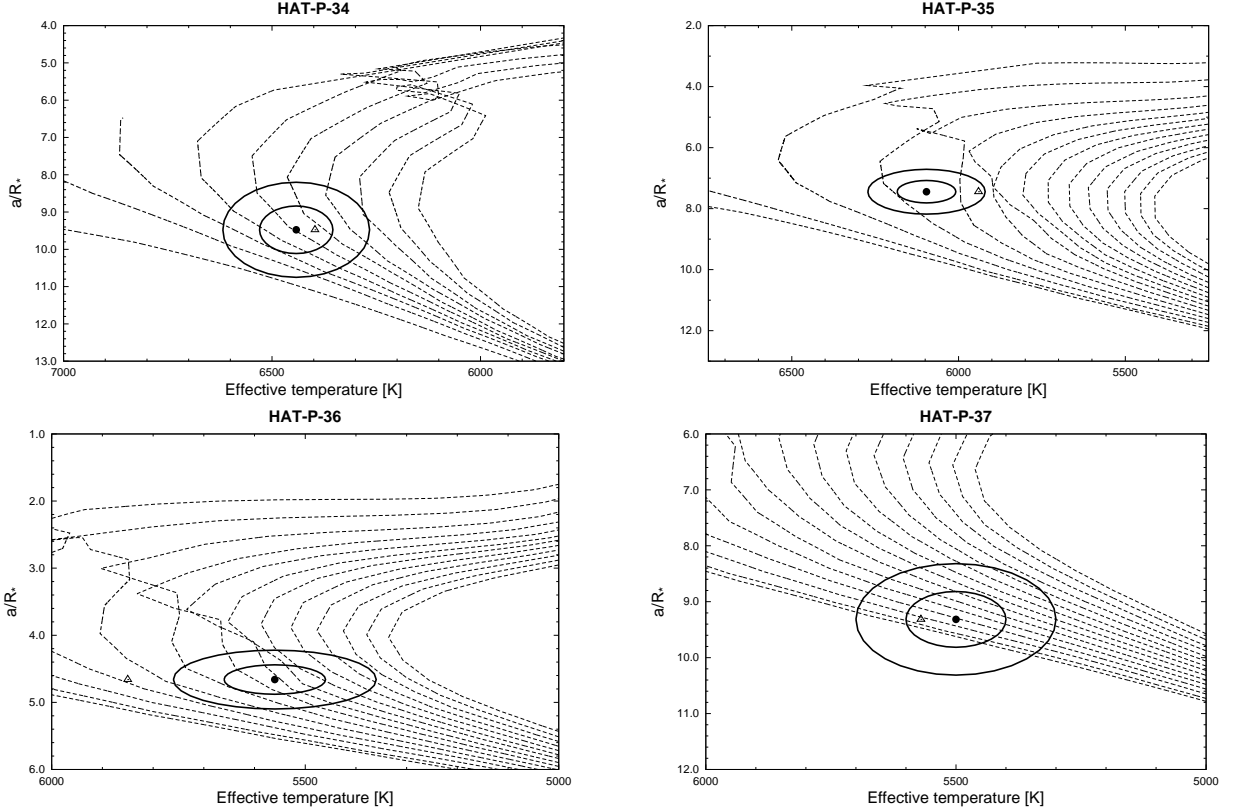 HAT-P-34
4.0
5.0
6.0
7.0
8.0
9.0
10.0
11.0
12.0
13.0
a/R*
7000 6500 6000
Effective temperature [K]
HAT-P-35
2.0
4.0
6.0
8.0
10.0
12.0
a/R*
6500 6000 5500
Effective temperature [K]
HAT-P-36
1.0
2.0
3.0
4.0
5.0
6.0
a/R*
6000 5500 5000
Effective temperature [K]
HAT-P-37
6.0
7.0
8.0
9.0
10.0
11.0
12.0
a/R*
6000 5500 5000
Effective temperature [K]